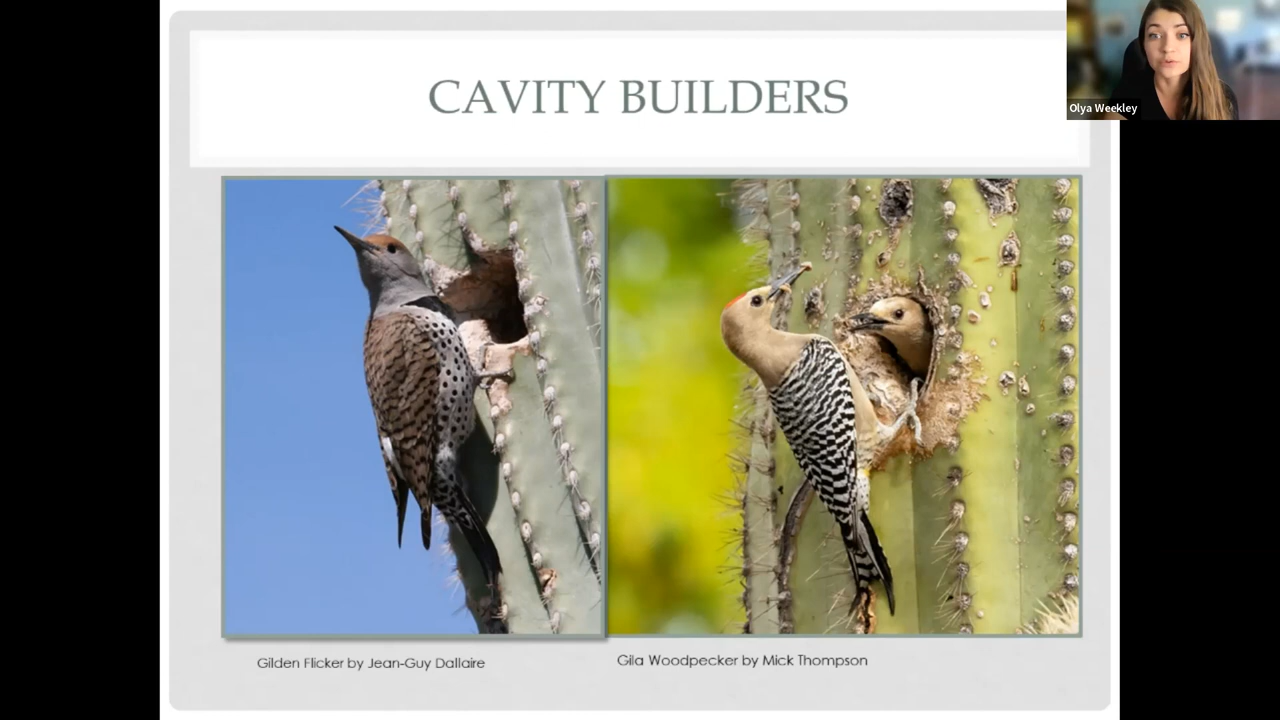 CAVITY BUILDERS
Olya Weekley
Gilden Flicker by Jean-Guy Dallaire
Gila Woodpecker by Mick Thompson